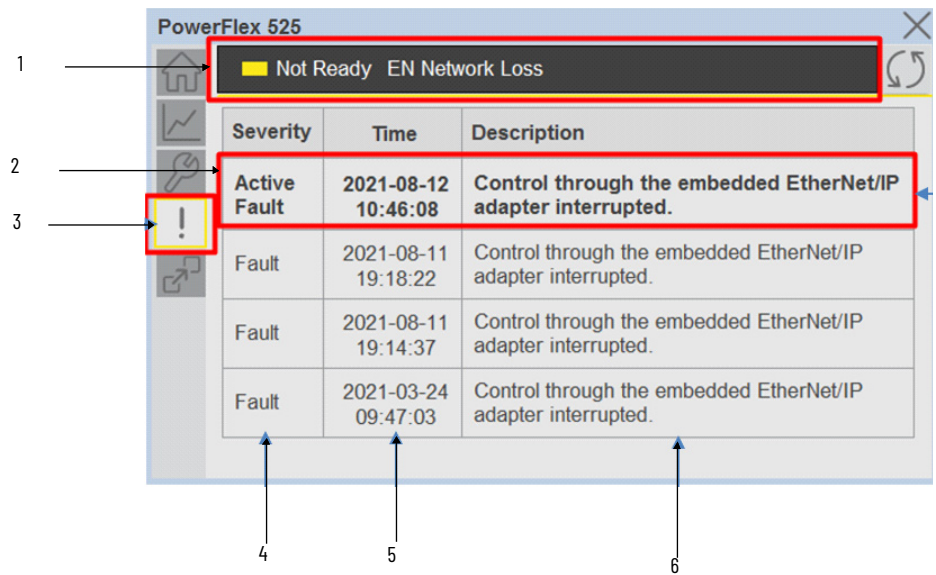 PowerFlex 525
1
Not Ready EN Network Loss
Severity Time Description
2
Active Fault 2021-08-12 10:46:08 Control through the embedded EtherNet/IP adapter interrupted.
3
!
Fault 2021-08-11 19:18:22 Control through the embedded EtherNet/IP adapter interrupted.
Fault 2021-08-11 19:14:37 Control through the embedded EtherNet/IP adapter interrupted.
Fault 2021-03-24 09:47:03 Control through the embedded EtherNet/IP adapter interrupted.
4 5 6